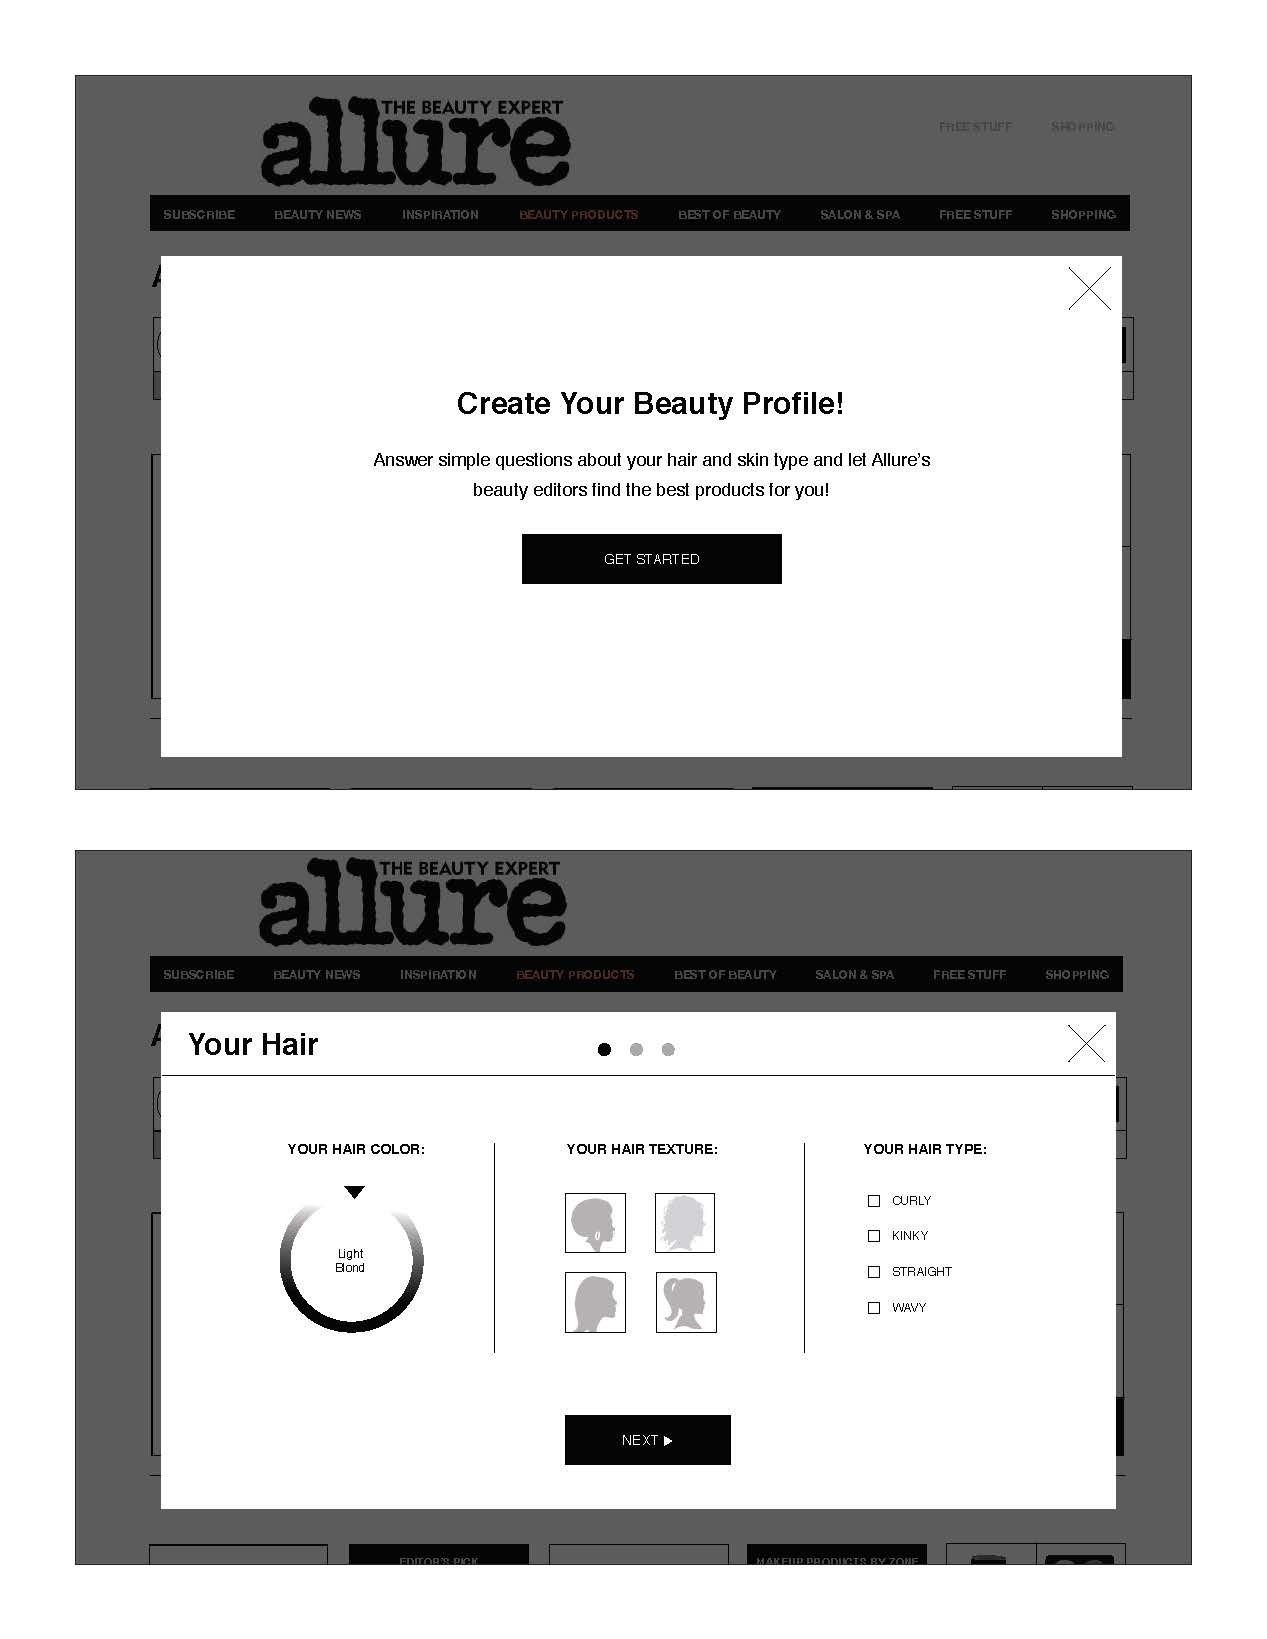 THE BEAUTY EXPERT
allure
FREE STUFF SHOPPING
SUBSCRIBE BEAUTY NEWS INSPIRATION BEAUTY PRODUCTS BEST OF BEAUTY SALON & SPA FREE STUFF SHOPPING
Create Your Beauty Profile!
Answer simple questions about your hair and skin type and let Allure’s
beauty editors find the best products for you!
GET STARTED
THE BEAUTY EXPERT
allure
SUBSCRIBE BEAUTY NEWS INSPIRATION BEAUTY PRODUCTS BEST OF BEAUTY SALON & SPA FREE STUFF SHOPPING
Your Hair
YOUR HAIR COLOR:
Light
Blond
YOUR HAIR TEXTURE:
YOUR HAIR TYPE:
CURLY
KINKY
STRAIGHT
WAVY
NEXT
EDITOR'S PICK MAKEUP PRODUCTS BY ZONE